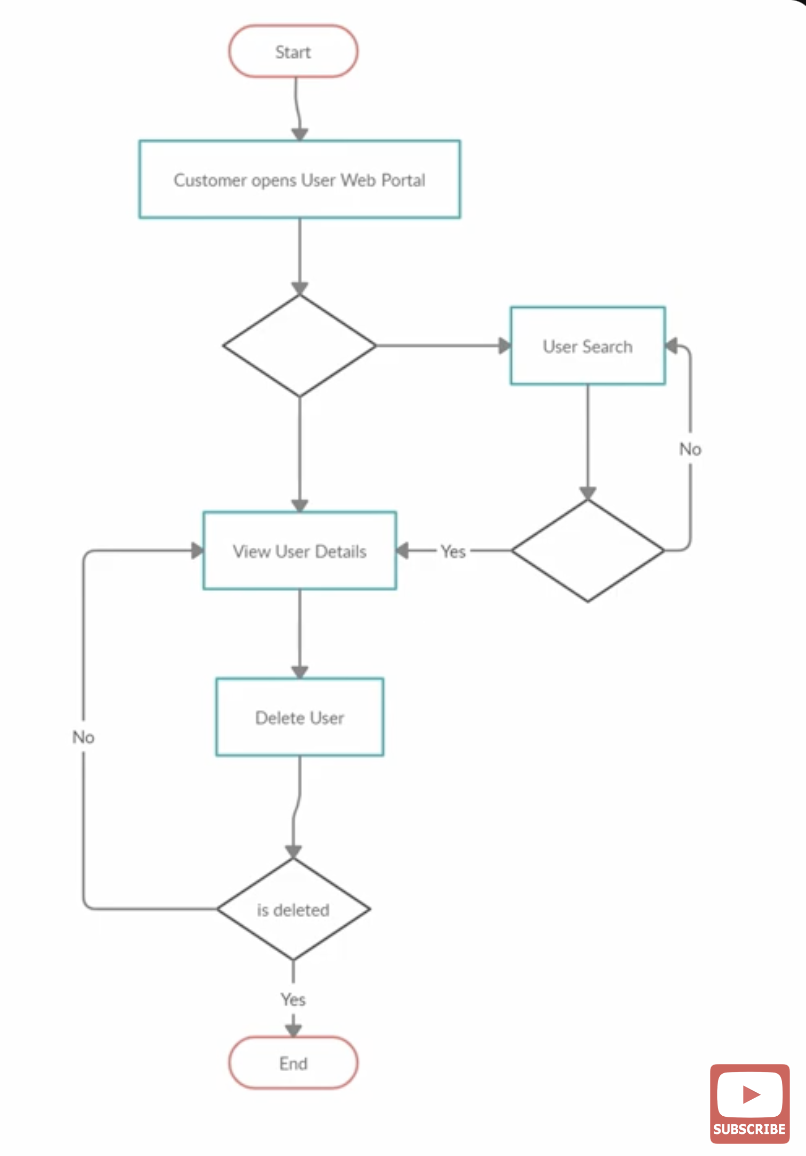 Start
Customer opens User Web Portal
User Search
No
View User Details
Yes
Delete User
No
is deleted
Yes
End
SUBSCRIBE